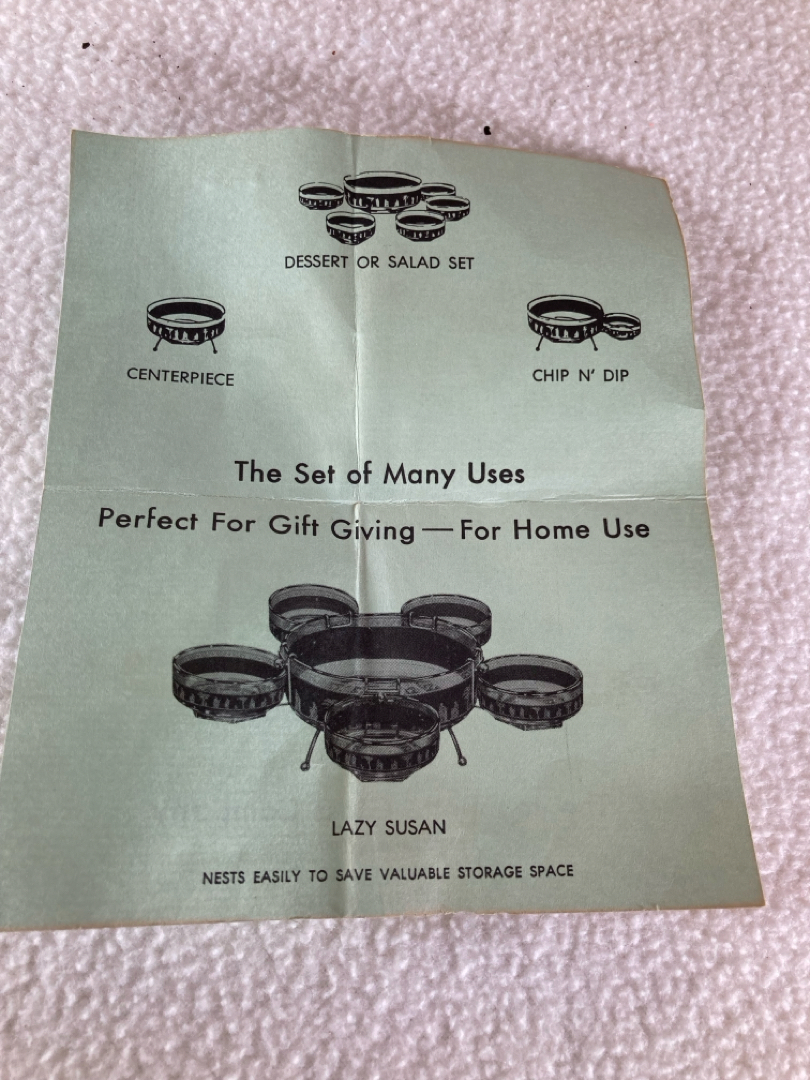 DESSERT OR SALAD SET
CENTERPIECE
CHIP N' DIP
The Set of Many Uses
Perfect For Gift Giving — For Home Use
LAZY SUSAN
NESTS EASILY TO SAVE VALUABLE STORAGE SPACE